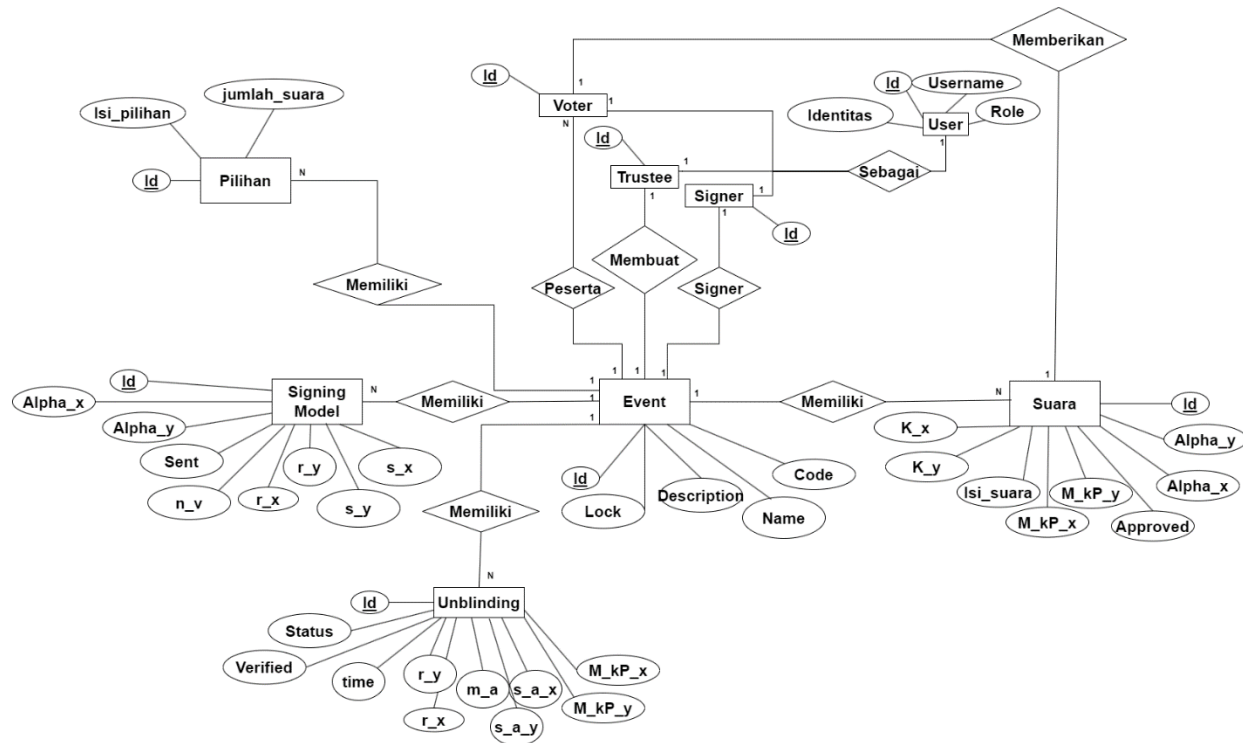 Memberikan
Id
Voter
1
1
N
Id
Username
Identitas
User
Role
1
Id
Trustee
1
1
Sebagai
Signer
1
1
Id
Isi_pilihan
jumlah_suara
Id
Pilihan
N
Memiliki
Peserta
Membuat
Signer
1
1
1
1
1
1
1
1
Event
Id
Lock
Description
Name
Code
Id
Alpha_x
Signing
Model
N
Memiliki
Alpha_y
Sent
n_v
r_x
r_y
s_y
s_x
Memiliki
N
1
Suara
Id
K_x
K_y
Isi_suara
M_kP_x
M_kP_y
Approved
Alpha_x
Alpha_y
Memiliki
N
Id
Unblinding
Status
Verified
time
r_y
r_x
m_a
s_a_y
s_a_x
M_kP_y
M_kP_x